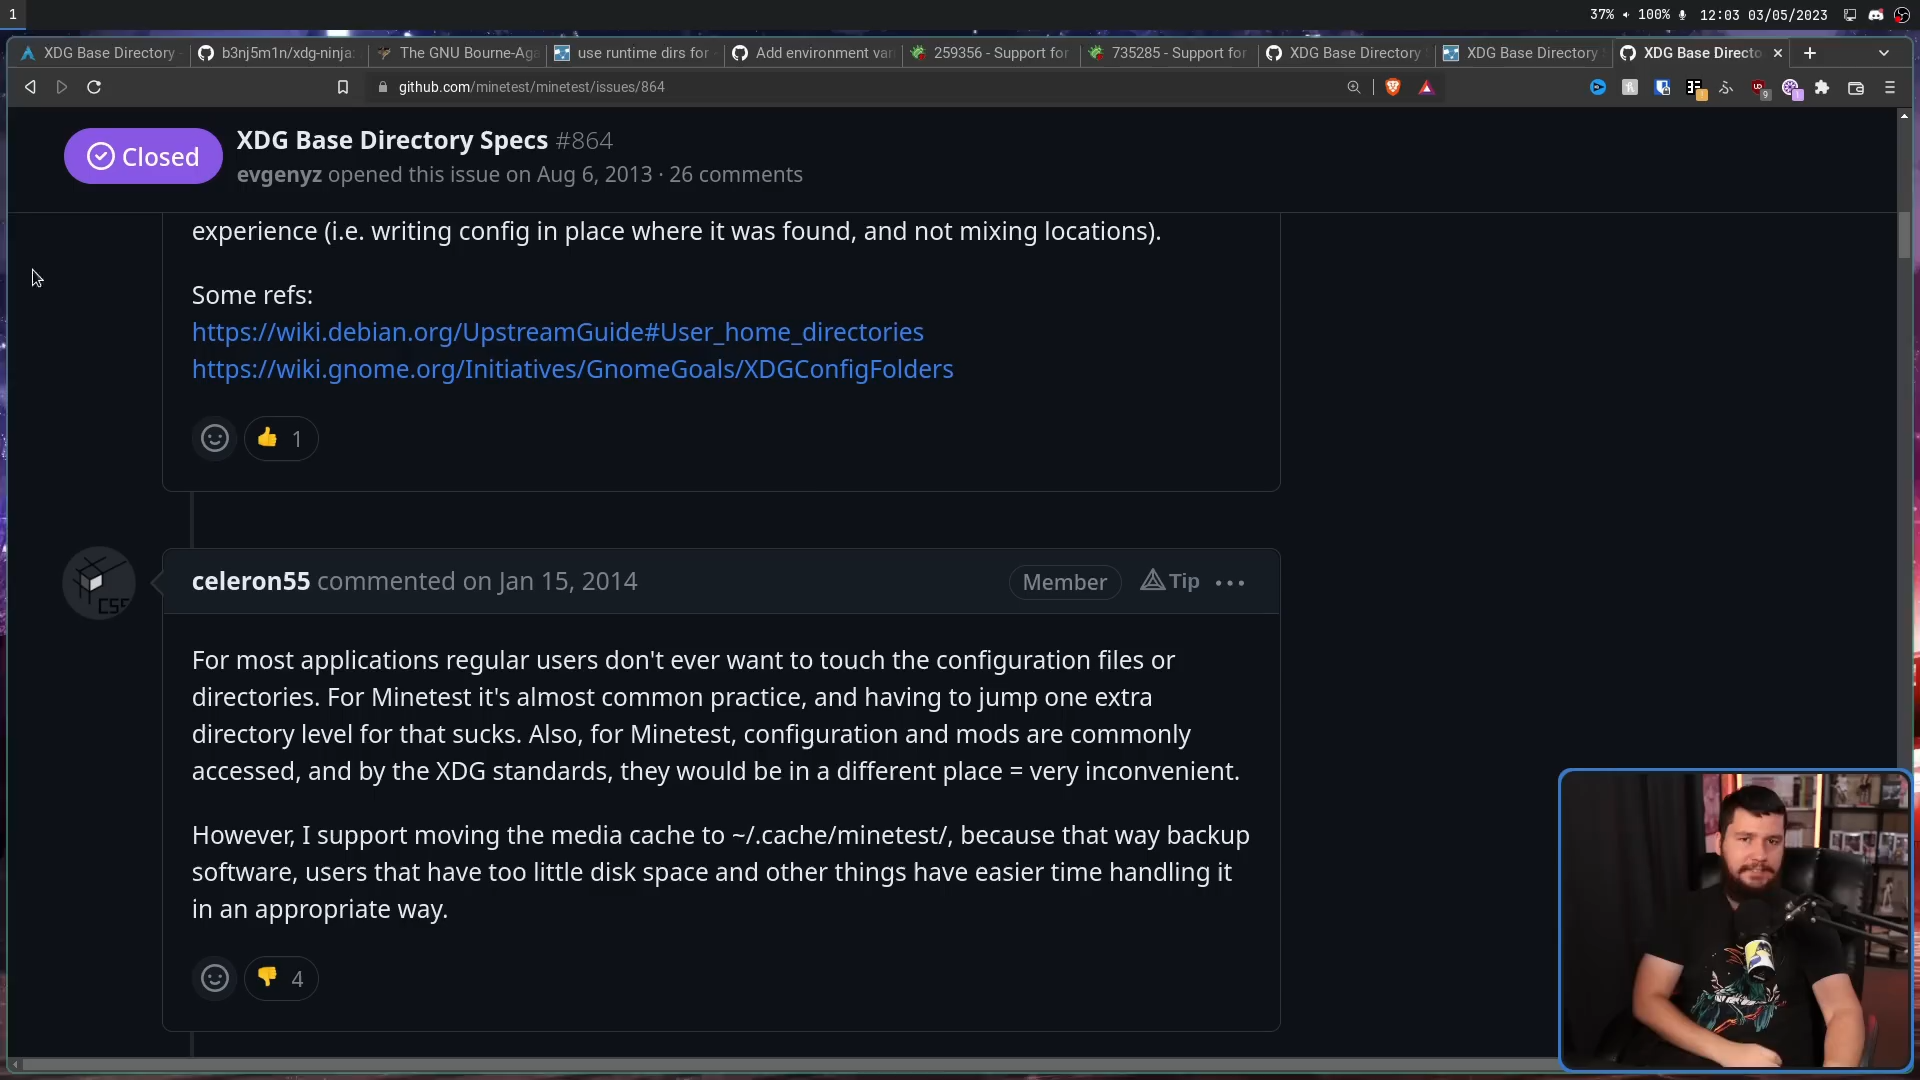 1
37% 100% 12:03 03/05/2023
XDG Base Directory
b3nj5m1n/xdg-ninja:
The GNU Bourne-Aga
use runtime dirs for
Add environment var
259356 - Support for
735285 - Support for
XDG Base Directory
XDG Base Directory
XDG Base Directo
github.com/minetest/minetest/issues/864
Closed
XDG Base Directory Specs #864
evgenyz opened this issue on Aug 6, 2013 · 26 comments
experience (i.e. writing config in place where it was found, and not mixing locations).
Some refs:
https://wiki.debian.org/UpstreamGuide#User_home_directories
https://wiki.gnome.org/Initiatives/GnomeGoals/XDGConfigFolders
👍 1
celeron55 commented on Jan 15, 2014
Member
Tip
For most applications regular users don't ever want to touch the configuration files or
directories. For Minetest it's almost common practice, and having to jump one extra
directory level for that sucks. Also, for Minetest, configuration and mods are commonly
accessed, and by the XDG standards, they would be in a different place = very inconvenient.
However, I support moving the media cache to ~/.cache/minetest/, because that way backup
software, users that have too little disk space and other things have easier time handling it
in an appropriate way.
👎 4